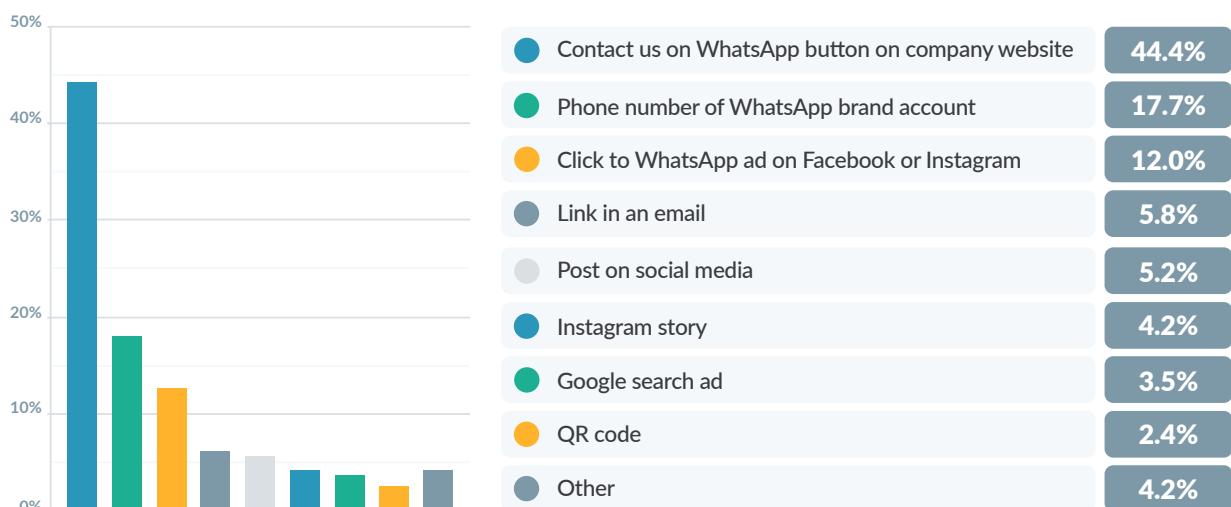 50%
40%
30%
20%
10%
0%
Contact us on WhatsApp button on company website 44.4%
Phone number of WhatsApp brand account 17.7%
Click to WhatsApp ad on Facebook or Instagram 12.0%
Link in an email 5.8%
Post on social media 5.2%
Instagram story 4.2%
Google search ad 3.5%
QR code 2.4%
Other 4.2%